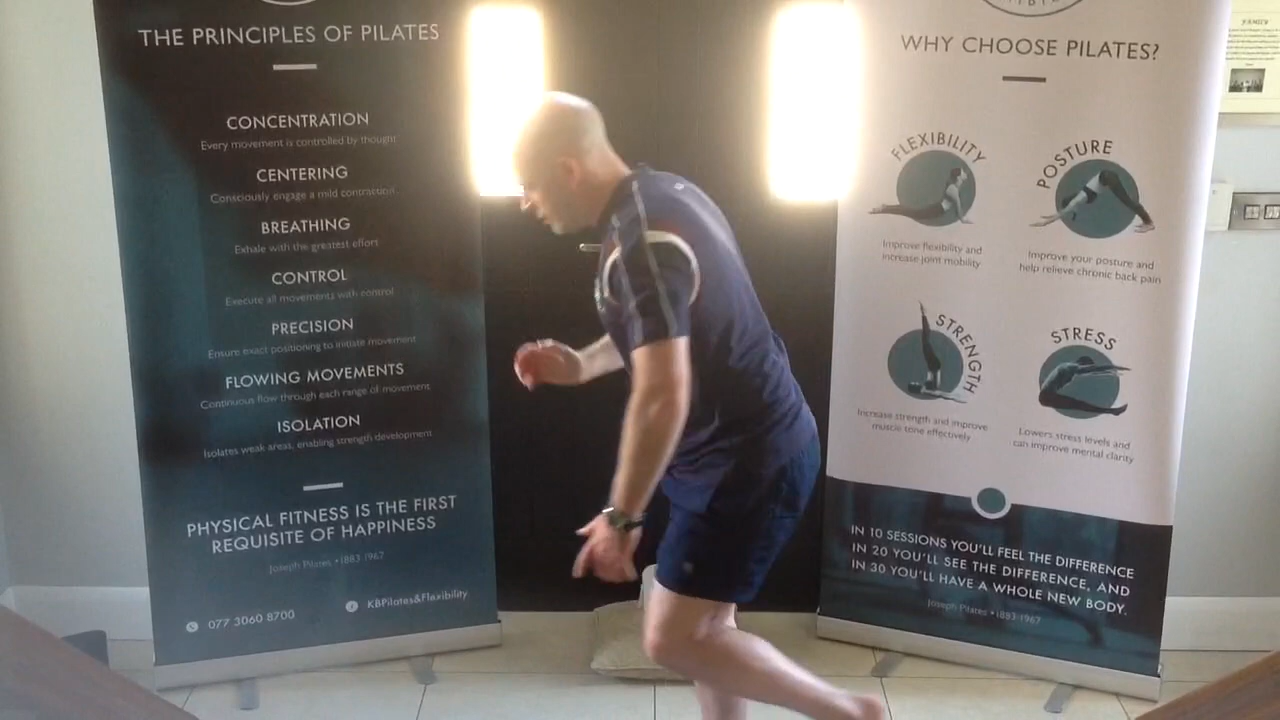 THE PRINCIPLES OF PILATES
CONCENTRATION
Every movement is controlled by thought
CENTERING
Consciously engage a mild contraction
BREATHING
Exhale with the greatest effort
CONTROL
Execute all movements with control
PRECISION
Ensure exact positioning to initiate movement
FLOWING MOVEMENTS
Continuous flow through each range of movement
ISOLATION
Isolates weak areas, enabling strength development
PHYSICAL FITNESS IS THE FIRST
REQUISITE OF HAPPINESS
Joseph Pilates • 1883-1967
077 3060 8700
KBPilates&Flexibility
WHY CHOOSE PILATES?
FLEXIBILITY
Improve flexibility and
increase joint mobility
POSTURE
Improve your posture and
help relieve chronic back pain
STRENGTH
Increase strength and improve
muscle tone effectively
STRESS
Lowers stress levels and
can improve mental clarity
IN 10 SESSIONS YOU'LL FEEL THE DIFFERENCE
IN 20 YOU'LL SEE THE DIFFERENCE, AND
IN 30 YOU'LL HAVE A WHOLE NEW BODY.
Joseph Pilates • 1883-1967
FAMILY